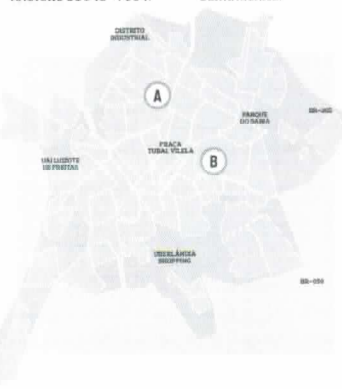 DISTRITO
INDUSTRIAL
A
PARQUE
DO SABIÁ
BR-365
PRAÇA
TUBAL VILELA
B
UAI LUIZOTE
DE FREITAS
UBERLÂNDIA
SHOPPING
BR-050